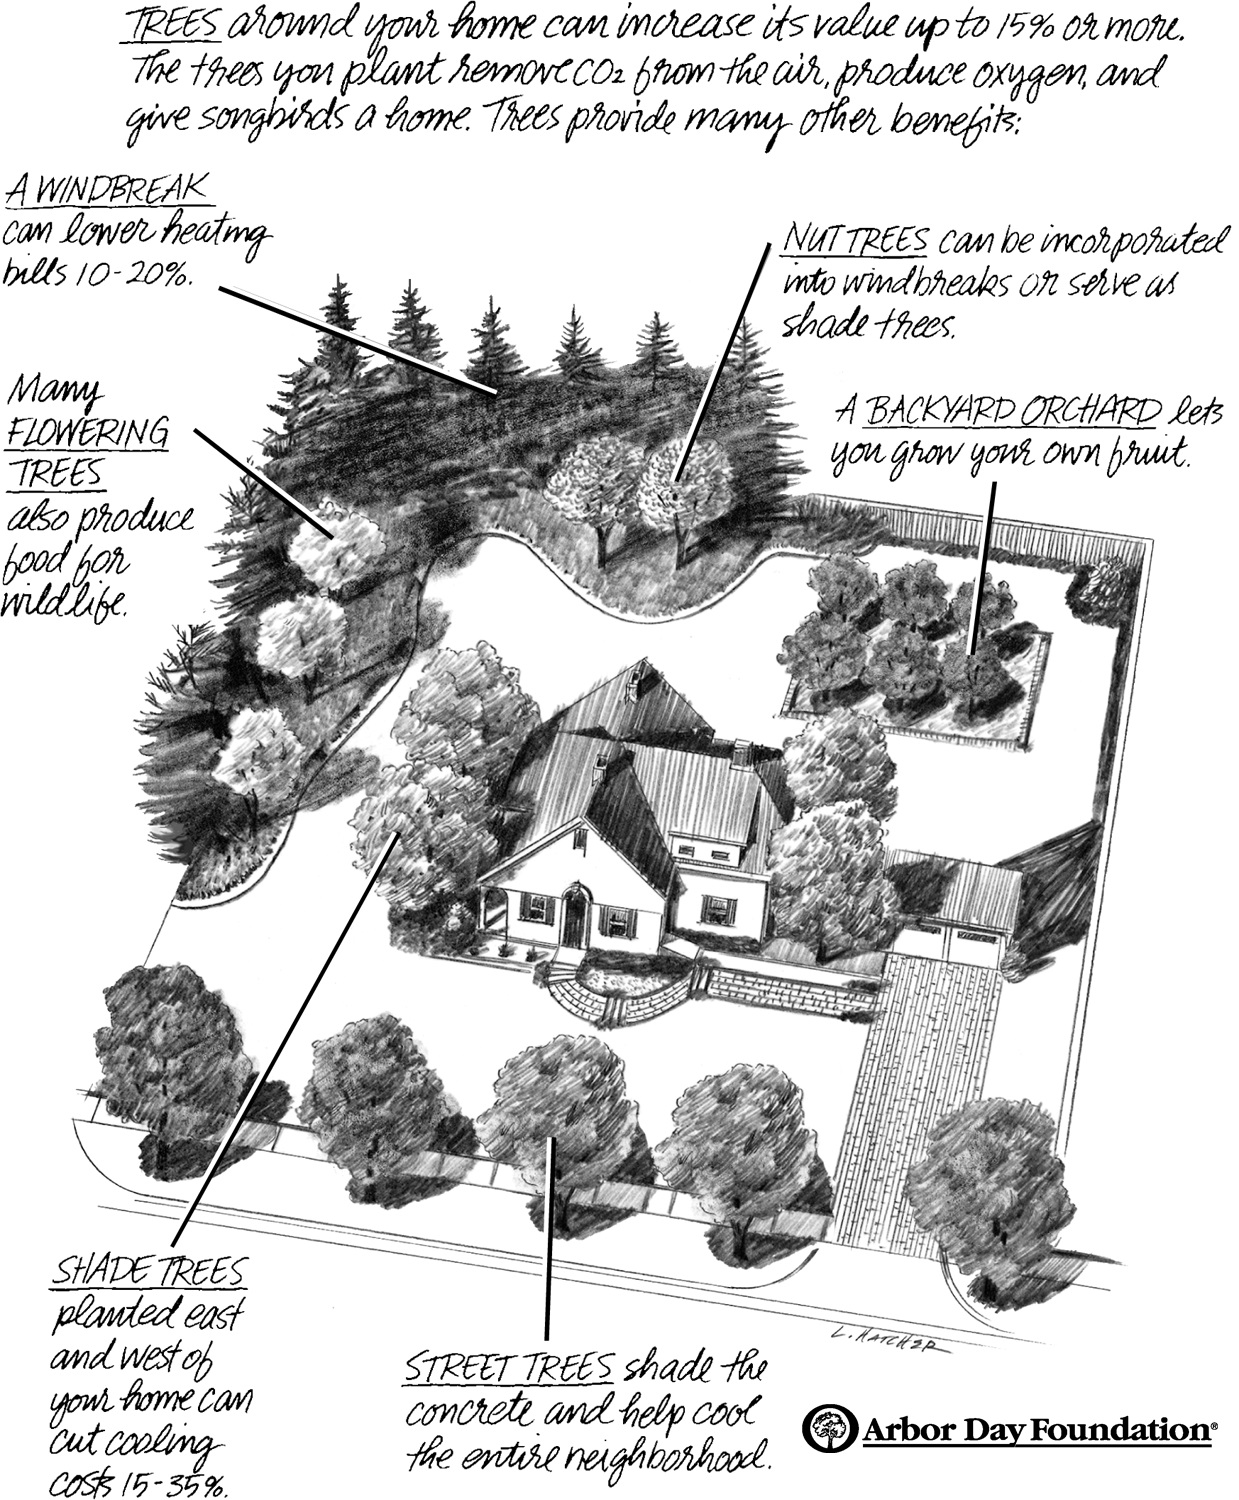 TREES around your home can increase its value up to 15% or more.
The trees you plant remove CO2 from the air, produce oxygen, and
give songbirds a home. Trees provide many other benefits:
A WINDBREAK
can lower heating
bills 10-20%.
NUT TREES can be incorporated
into windbreaks or serve as
shade trees.
Many
FLOWERING
TREES
also produce
food for
wildlife.
A BACKYARD ORCHARD lets
you grow your own fruit.
SHADE TREES
planted east
and west of
your home can
cut cooling
costs 15-35%.
STREET TREES shade the
concrete and help cool
the entire neighborhood.
L. HATCHER
Arbor Day Foundation®